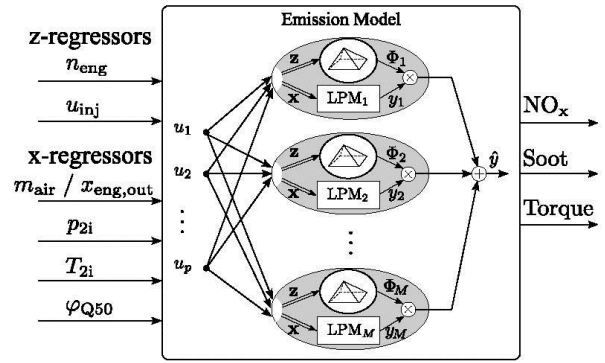 Emission Model
z-regressors
n_eng
u_inj
x-regressors
m_air / x_eng,out
p_2i
T_2i
φ_Q50
u_1
u_2
⋮
u_p
z
x
LPM_1
Φ_1
y_1
z
x
LPM_2
Φ_2
y_2
⋮
z
x
LPM_M
Φ_M
y_M
ŷ
NO_x
Soot
Torque